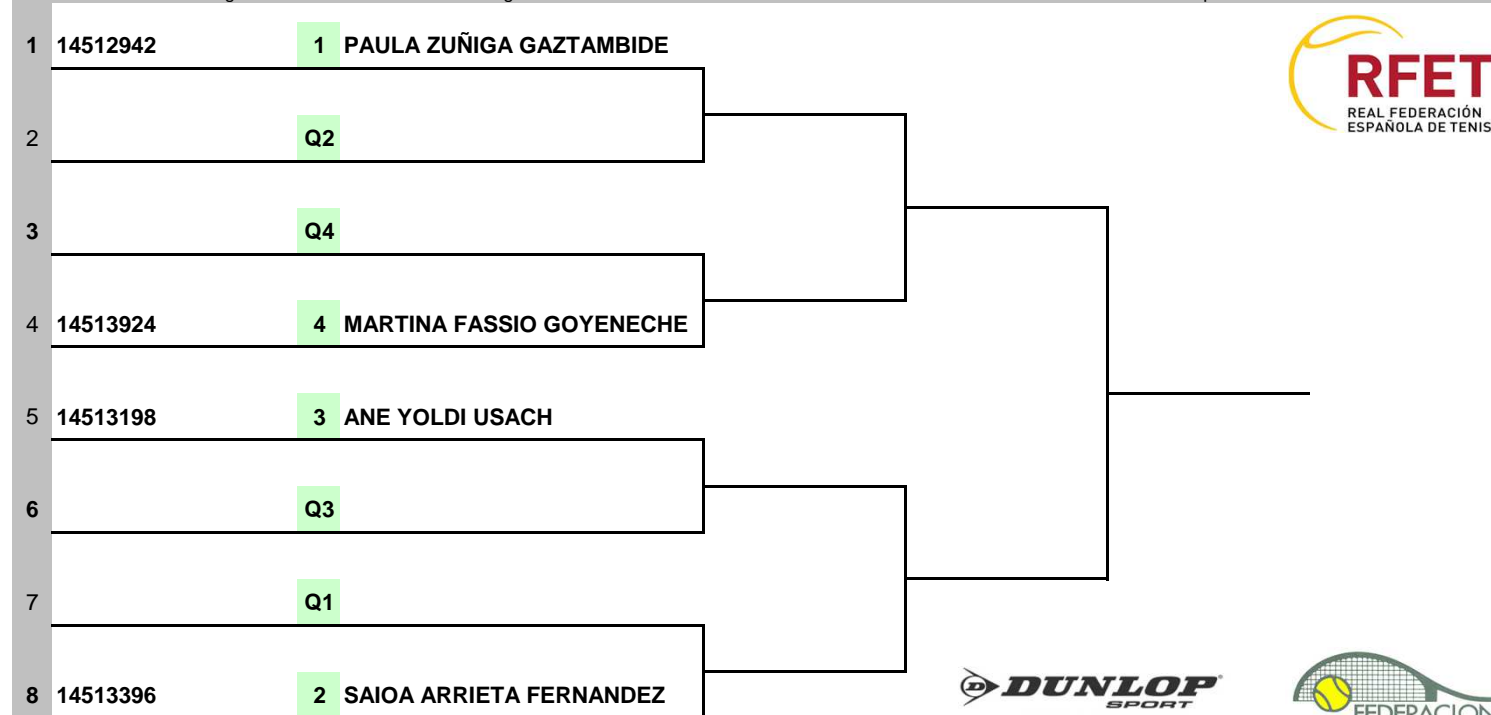 1 14512942 1 PAULA ZUÑIGA GAZTAMBIDE
RFET
REAL FEDERACIÓN
ESPAÑOLA DE TENIS
2 Q2
3 Q4
4 14513924 4 MARTINA FASSIO GOYENECHE
5 14513198 3 ANE YOLDI USACH
6 Q3
7 Q1
8 14513396 2 SAIOA ARRIETA FERNANDEZ
DUNLOP
SPORT
FEDERACION